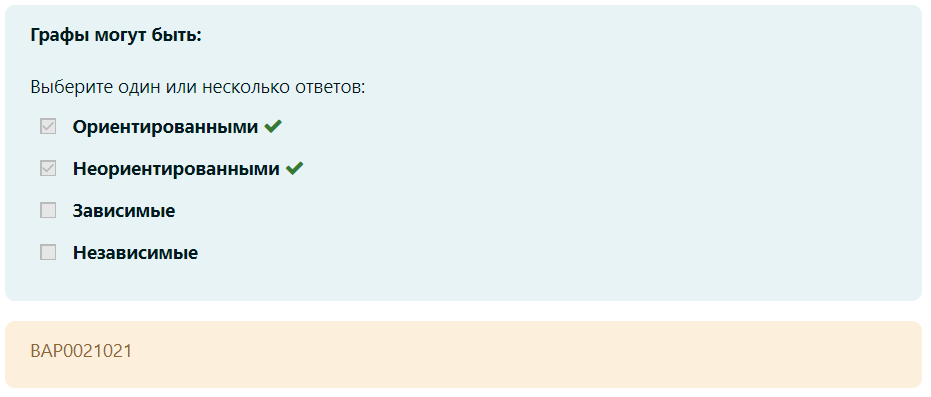 Графы могут быть:
Выберите один или несколько ответов:
Ориентированными
Неориентированными
Зависимые
Независимые
BAP0021021